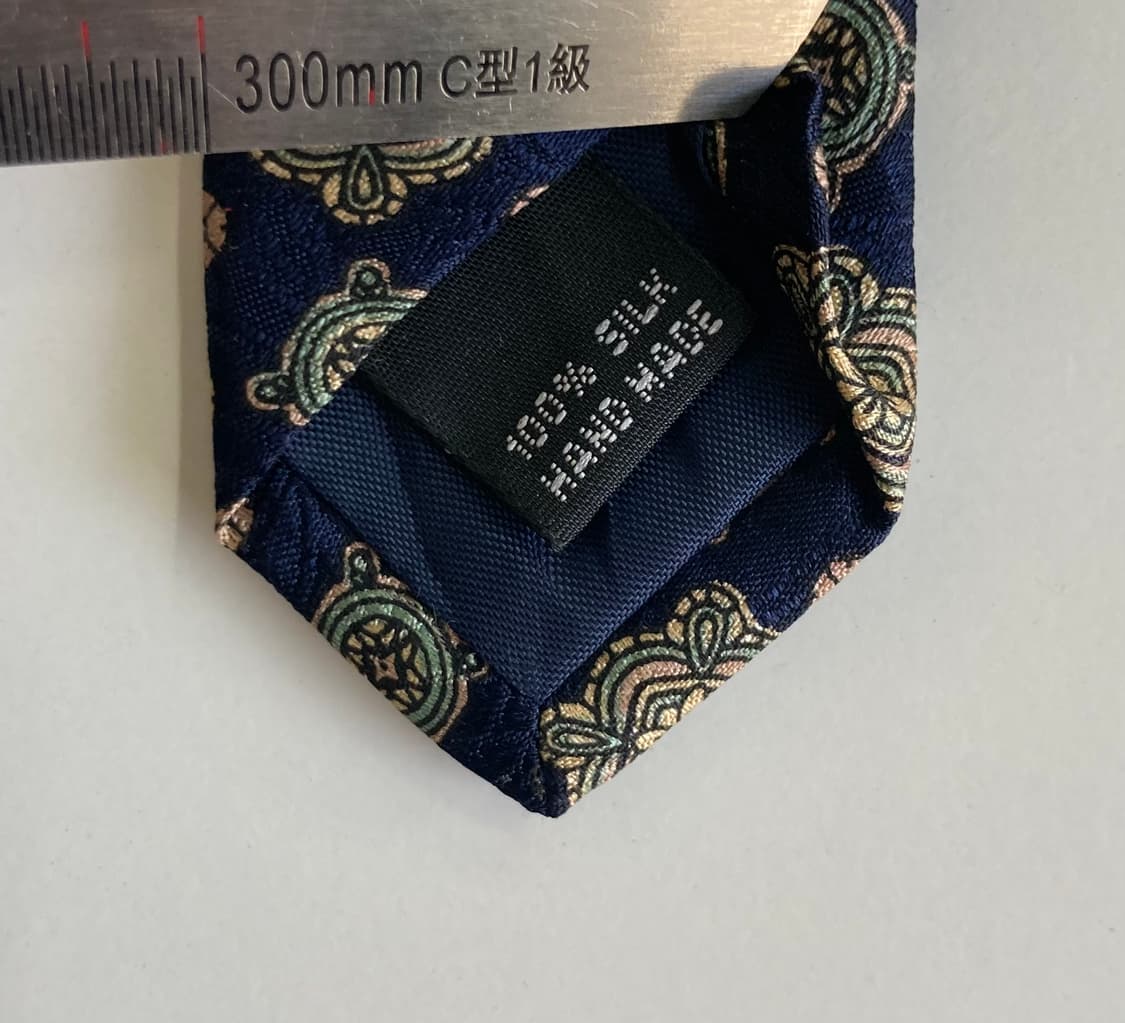 300mm C型1級
100% SILK
HAND MADE